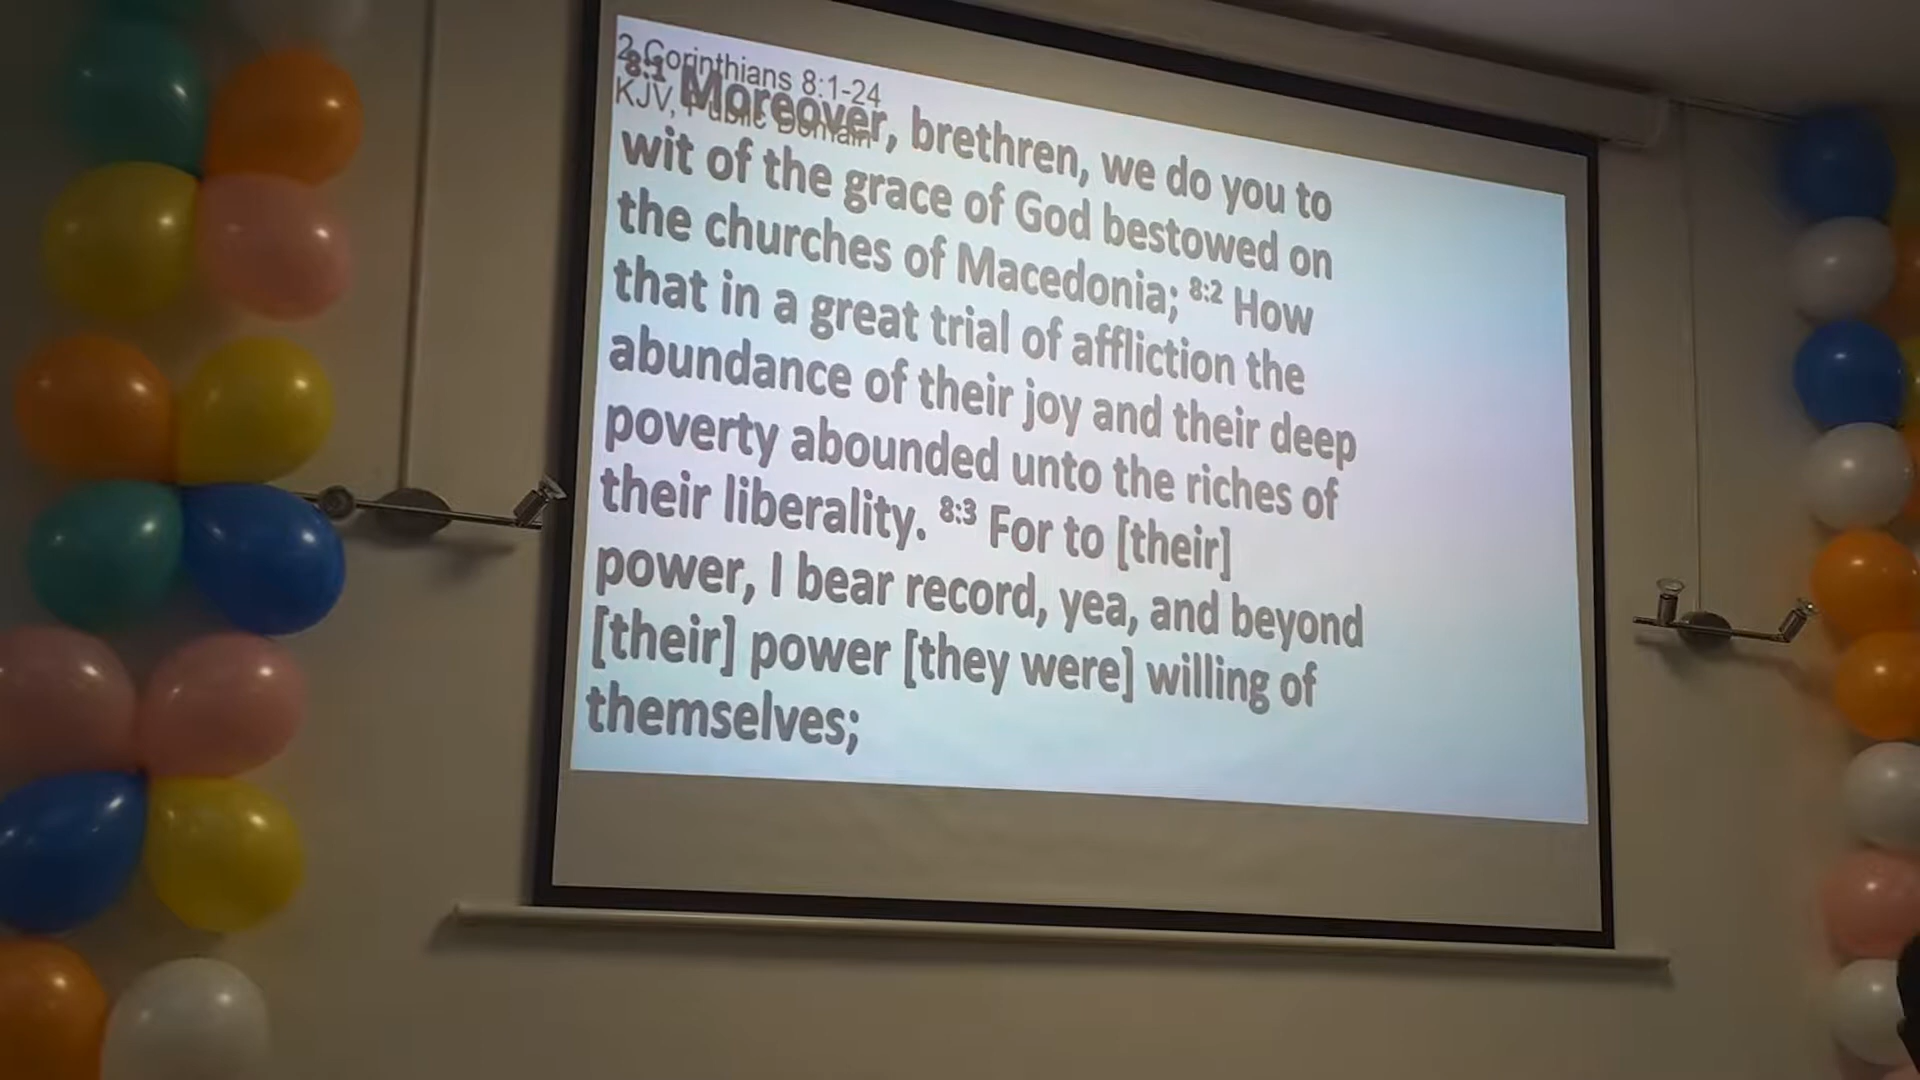 2 Corinthians 8:1-24
KJV, Public Domain
8:1 Moreover, brethren, we do you to
wit of the grace of God bestowed on
the churches of Macedonia; 8:2 How
that in a great trial of affliction the
abundance of their joy and their deep
poverty abounded unto the riches of
their liberality. 8:3 For to [their]
power, I bear record, yea, and beyond
[their] power [they were] willing of
themselves;